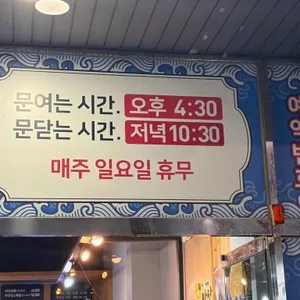 문여는 시간. 오후 4:30
문닫는 시간. 저녁 10:30
매주 일요일 휴무